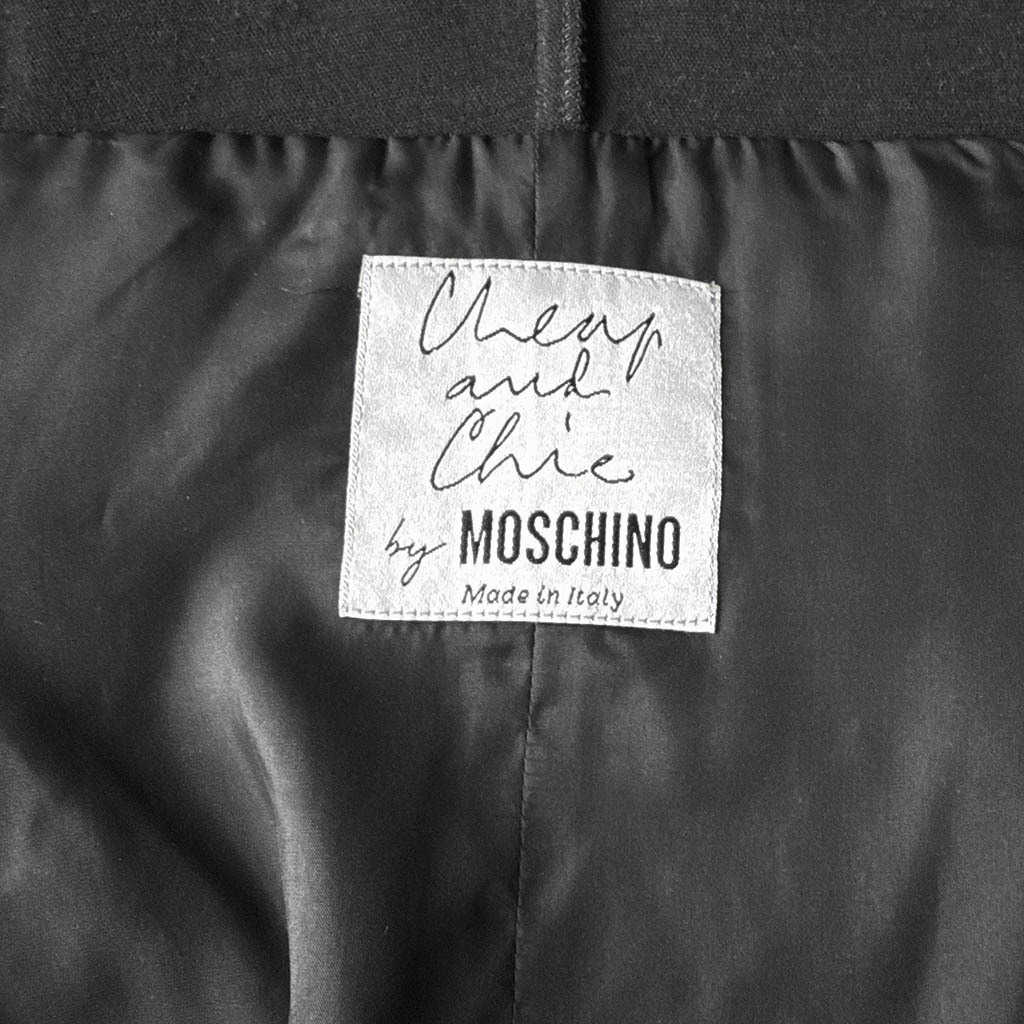 Cheap
and
Chic
by MOSCHINO
Made in Italy